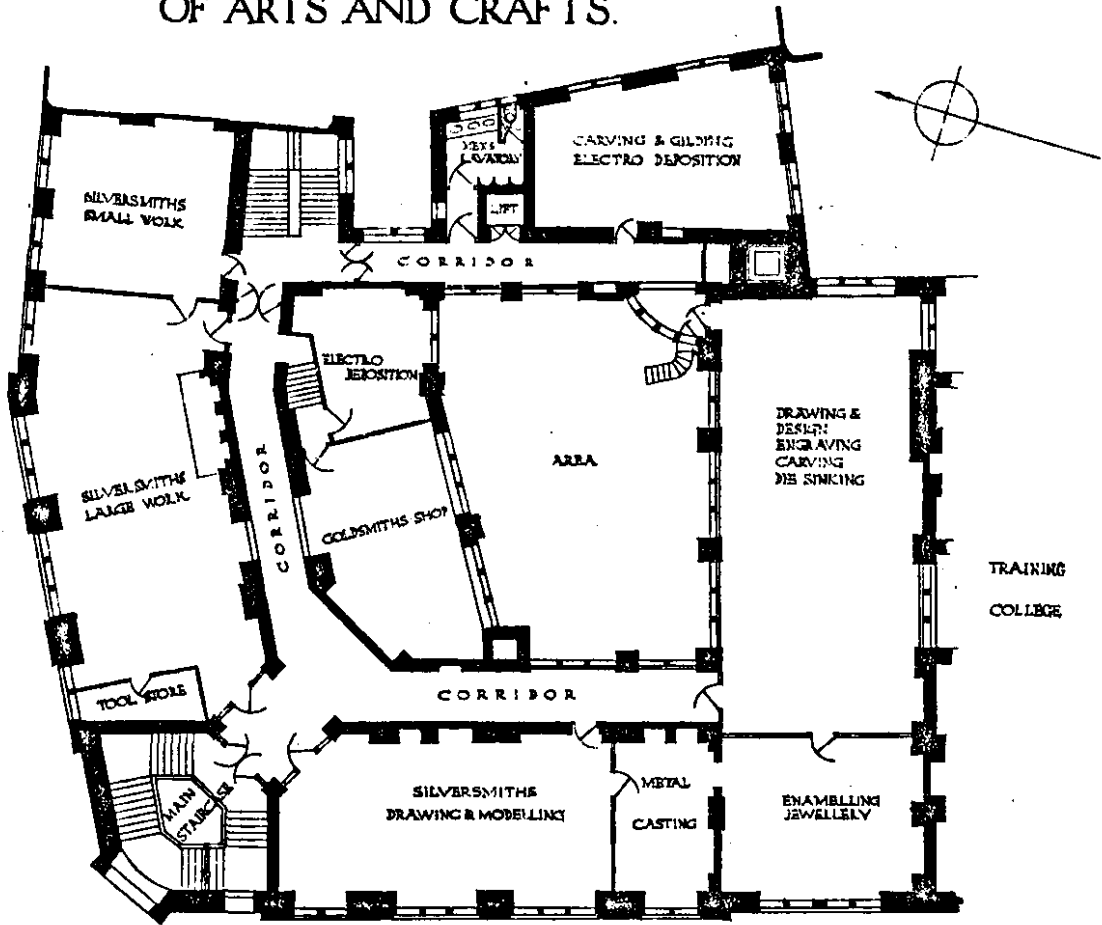 OF ARTS AND CRAFTS.
SILVERSMITHS
SMALL WORK
MEN'S
LAVATORY
LIFT
CARVING & GILDING
ELECTRO DEPOSITION
CORRIDOR
ELECTRO
DEPOSITION
SILVERSMITHS
LARGE WORK
CORRIDOR
GOLDSMITHS SHOP
AREA
DRAWING &
DESIGN
ENGRAVING
CARVING
DIE SINKING
TRAINING
COLLEGE
TOOL STORE
CORRIDOR
MAIN
STAIRCASE
SILVERSMITHS
DRAWING & MODELLING
METAL
CASTING
ENAMELLING
JEWELLERY